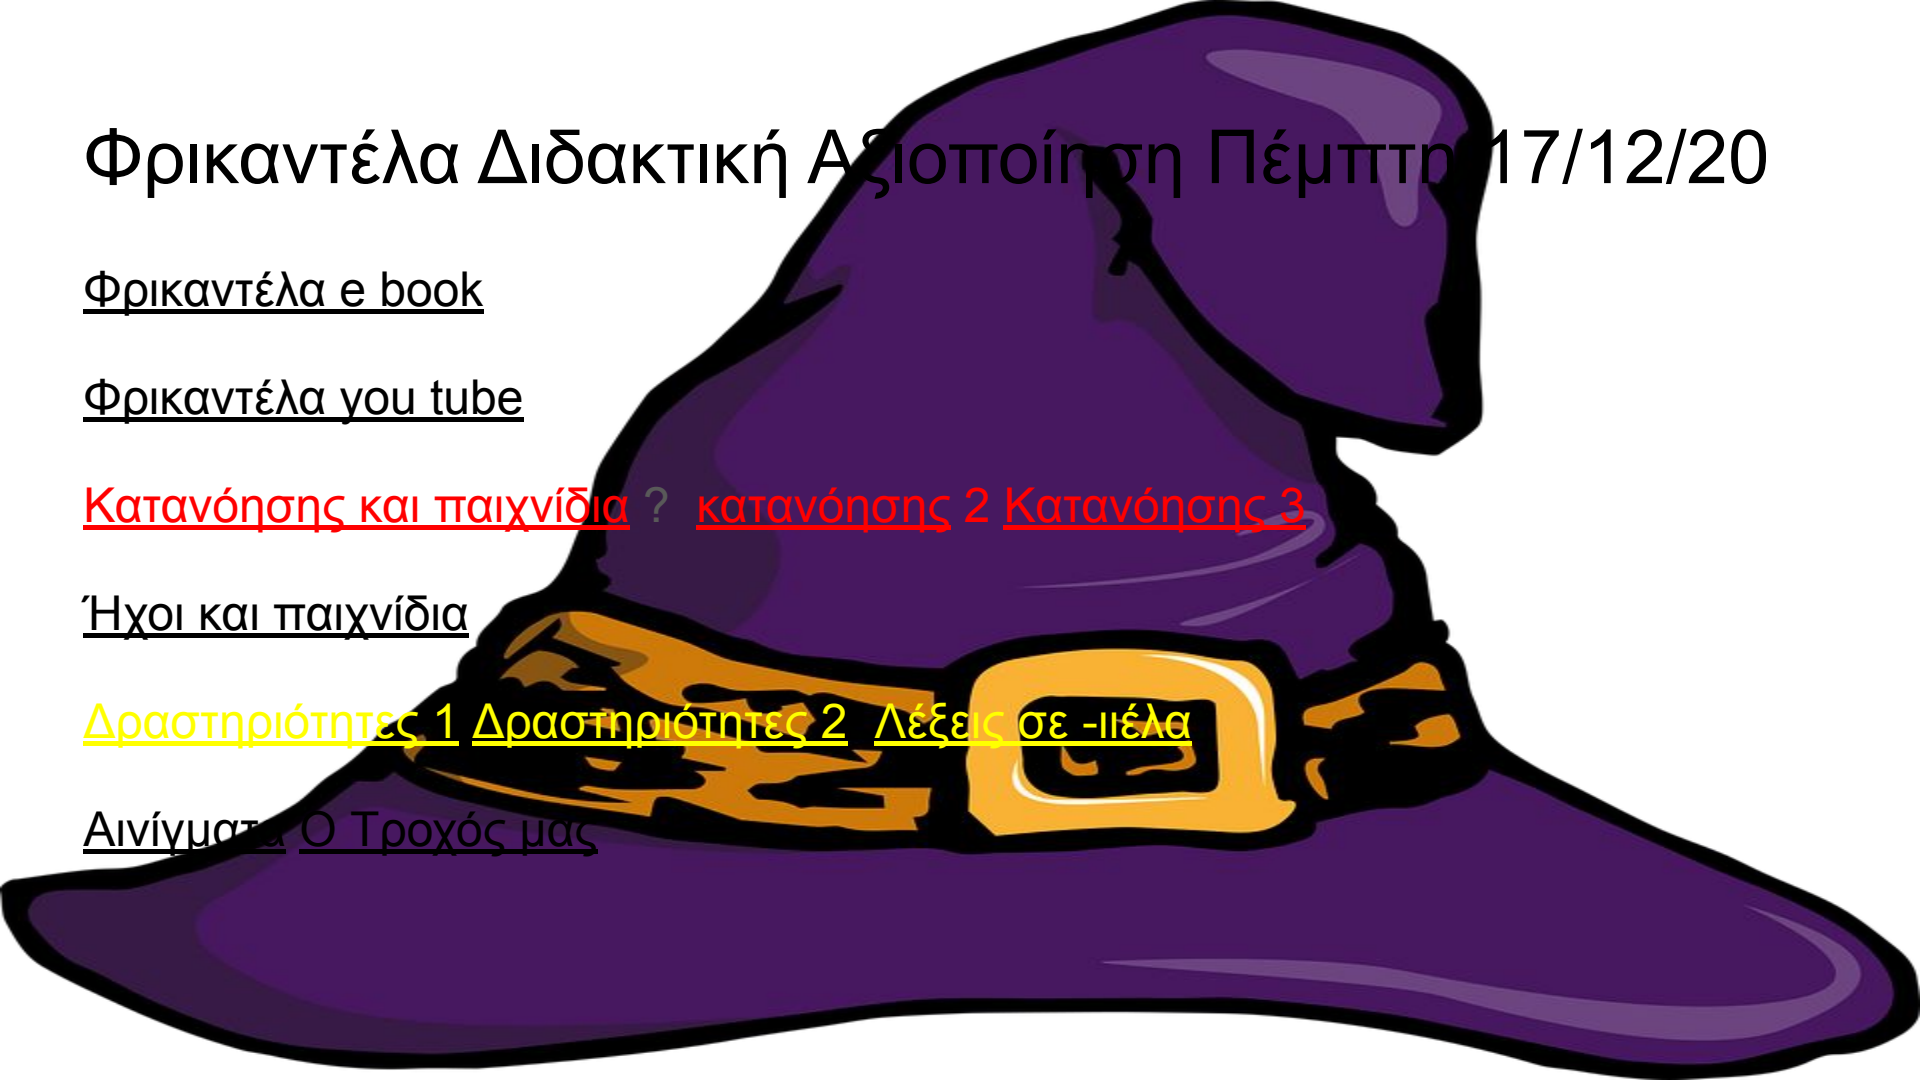 Φρικαντέλα Διδακτική Αξιοποίηση Πέμπτη 17/12/20
Φρικαντέλα e book
Φρικαντέλα you tube
Κατανόησης και παιχνίδια ? κατανόησης 2 Κατανόησης 3
Ήχοι και παιχνίδια
Δραστηριότητες 1 Δραστηριότητες 2 Λέξεις σε -ιιέλα
Αινίγματα Ο Τροχός μας